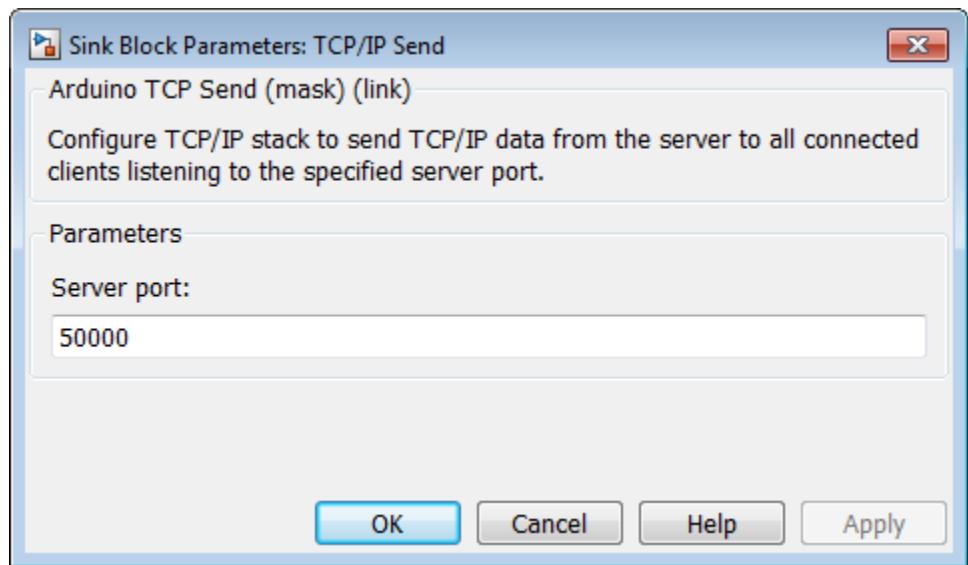 Sink Block Parameters: TCP/IP Send
Arduino TCP Send (mask) (link)
Configure TCP/IP stack to send TCP/IP data from the server to all connected
clients listening to the specified server port.
Parameters
Server port:
50000
OK Cancel Help Apply